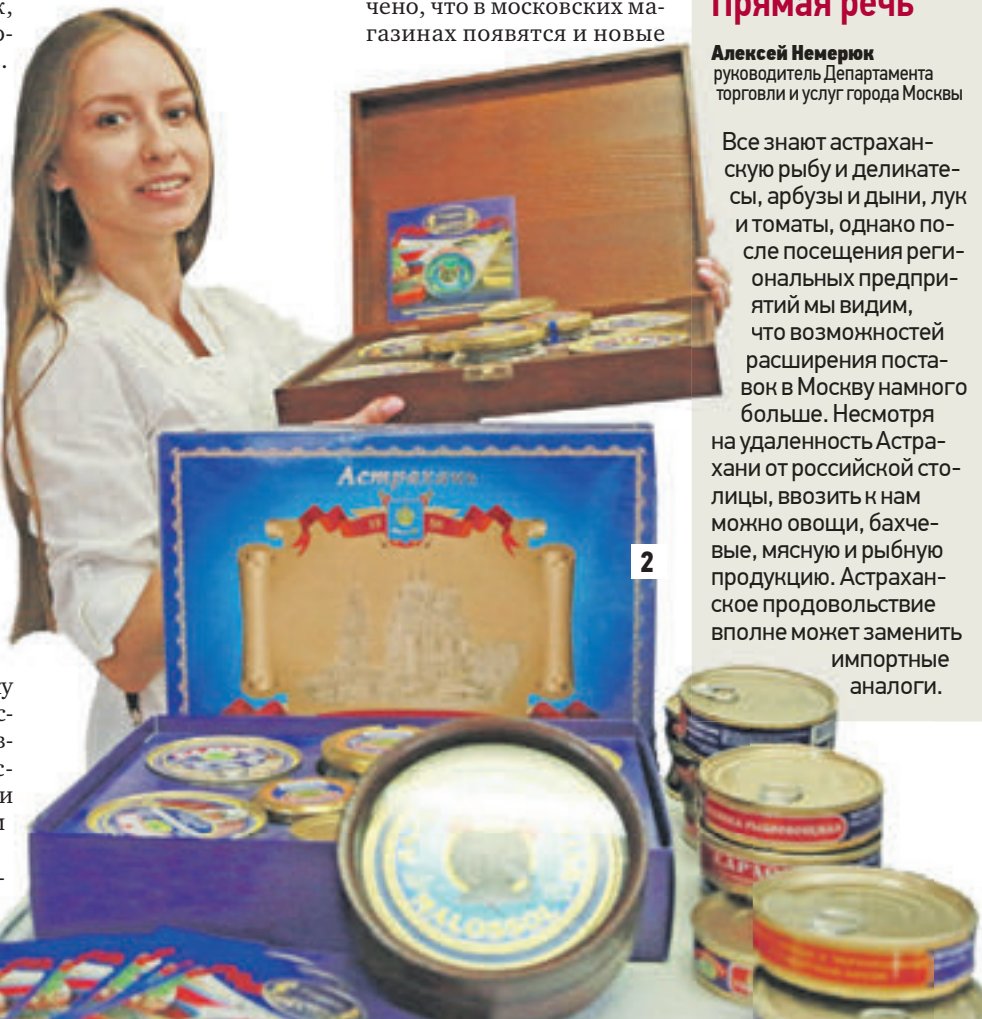 чено, что в московских ма-
газинах появятся и новые
Прямая речь
Алексей Немерюк
руководитель Департамента
торговли и услуг города Москвы
Все знают астрахан-
скую рыбу и деликате-
сы, арбузы и дыни, лук
и томаты, однако по-
сле посещения реги-
ональных предпри-
ятий мы видим,
что возможностей
расширения поста-
вок в Москву намного
больше. Несмотря
на удаленность Астра-
хани от российской сто-
лицы, ввозить к нам
можно овощи, бахче-
вые, мясную и рыбную
продукцию. Астрахан-
ское продовольствие
вполне может заменить
импортные
аналоги.
Астрахань
2
MALOSSOL